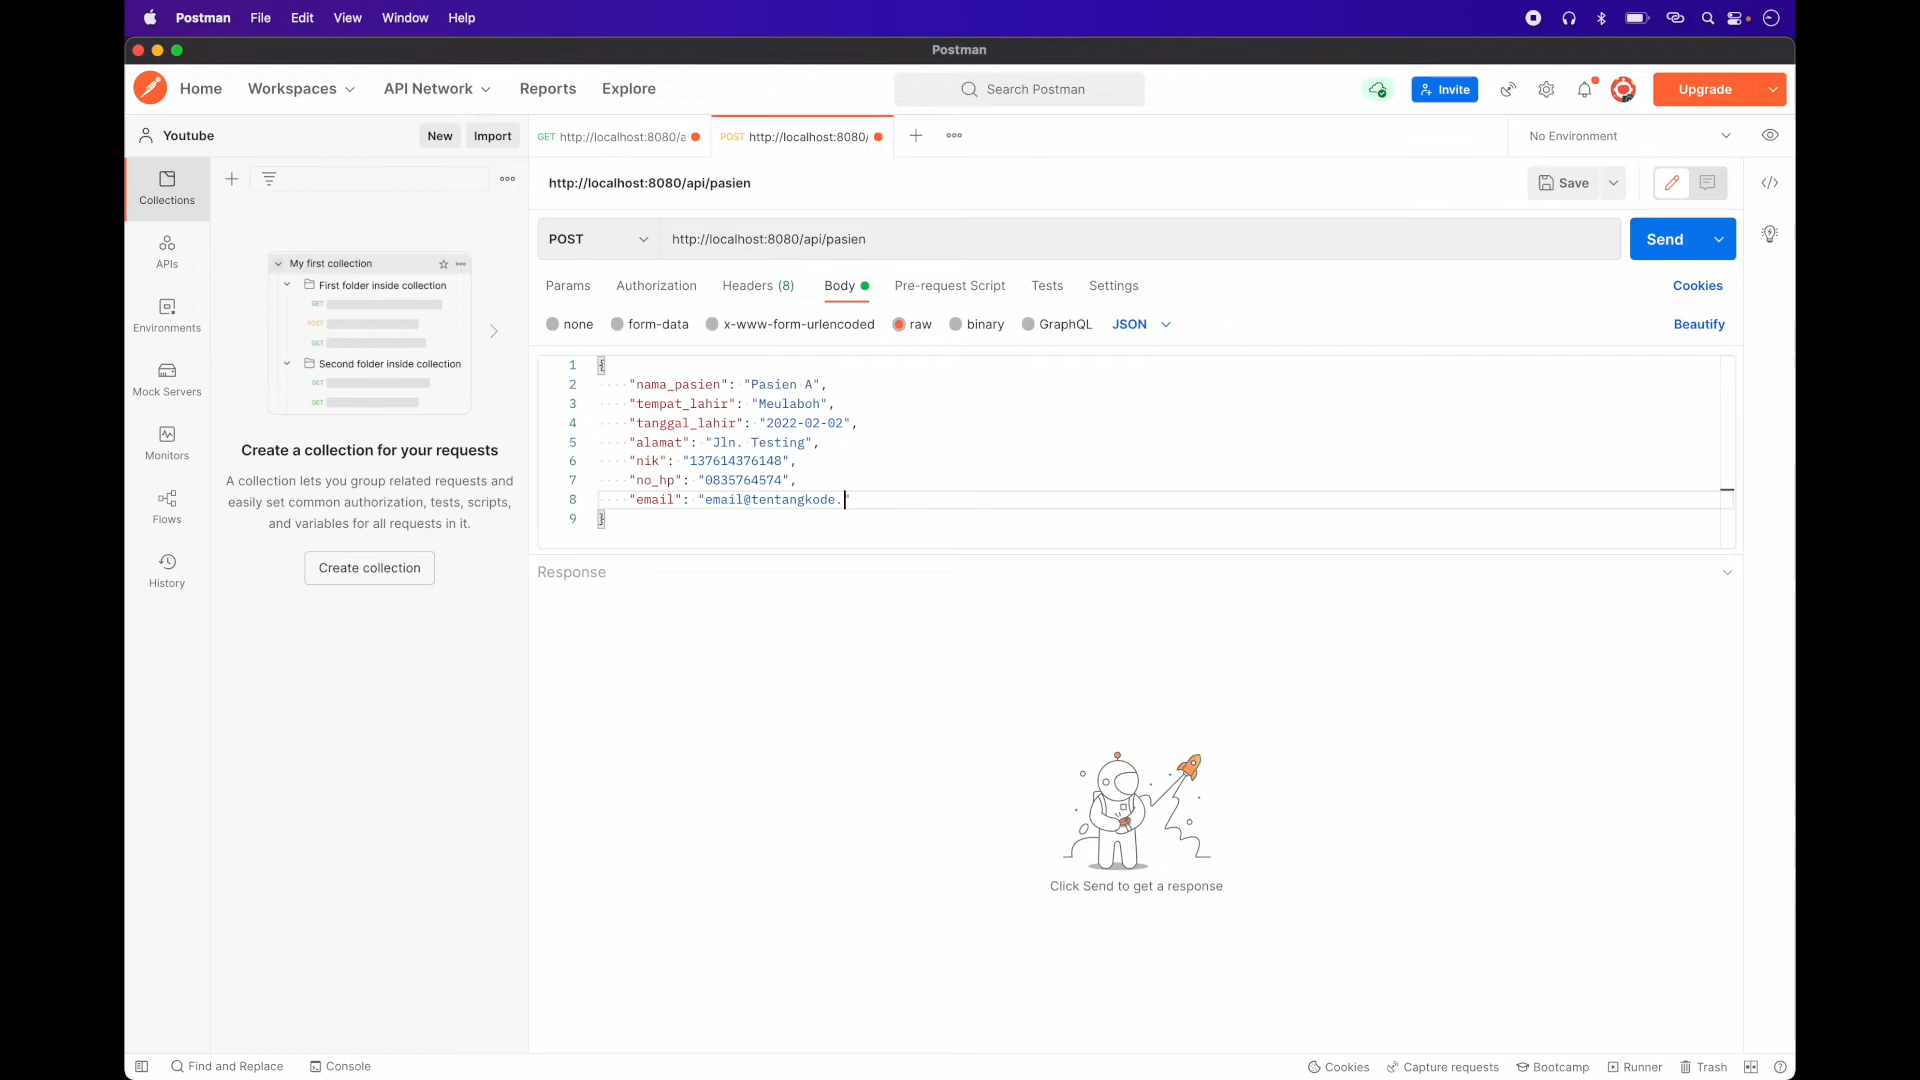 Postman File Edit View Window Help
Postman
Home Workspaces API Network Reports Explore Search Postman Invite Upgrade
Youtube New Import GET http://localhost:8080/a POST http://localhost:8080/ No Environment
Collections
APIs
Environments
Mock Servers
Monitors
Flows
History
My first collection
First folder inside collection
GET
POST
GET
Second folder inside collection
GET
GET
Create a collection for your requests
A collection lets you group related requests and
easily set common authorization, tests, scripts,
and variables for all requests in it.
Create collection
http://localhost:8080/api/pasien Save
POST http://localhost:8080/api/pasien Send
Params Authorization Headers (8) Body Pre-request Script Tests Settings Cookies
none form-data x-www-form-urlencoded raw binary GraphQL JSON Beautify
1 {
2 "nama_pasien": "Pasien A",
3 "tempat_lahir": "Meulaboh",
4 "tanggal_lahir": "2022-02-02",
5 "alamat": "Jln. Testing",
6 "nik": "137614376148",
7 "no_hp": "0835764574",
8 "email": "email@tentangkode."
9 }
Response
Click Send to get a response
Find and Replace Console Cookies Capture requests Bootcamp Runner Trash